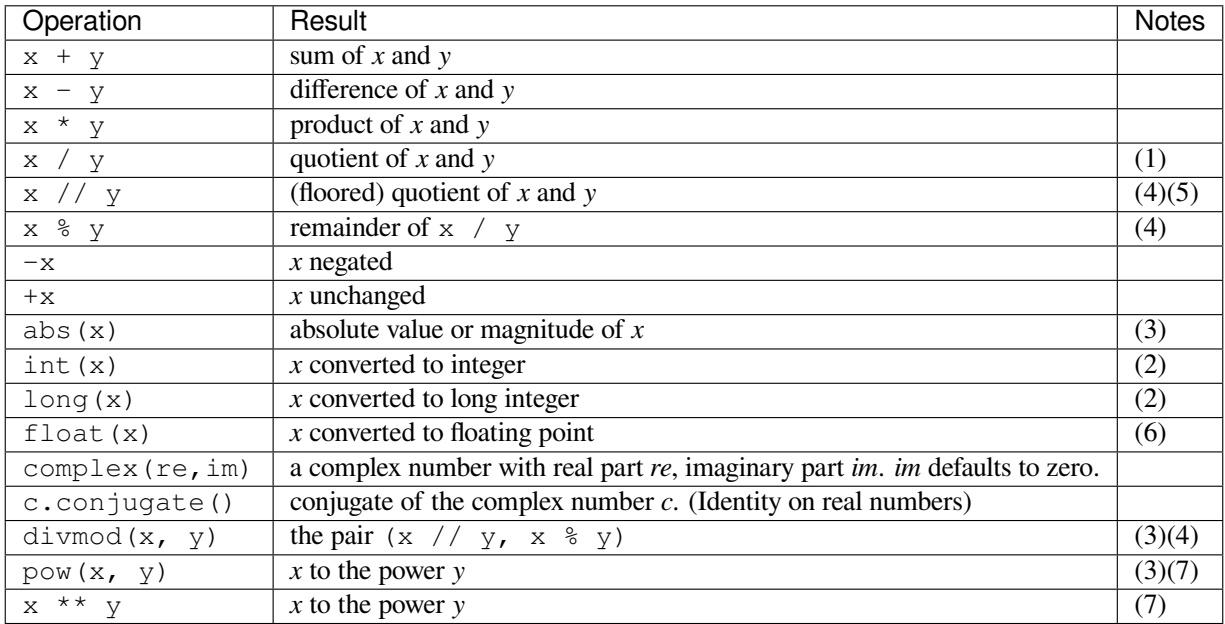 Operation Result Notes
x + y sum of x and y
x - y difference of x and y
x * y product of x and y
x / y quotient of x and y (1)
x // y (floored) quotient of x and y (4)(5)
x % y remainder of x / y (4)
-x x negated
+x x unchanged
abs(x) absolute value or magnitude of x (3)
int(x) x converted to integer (2)
long(x) x converted to long integer (2)
float(x) x converted to floating point (6)
complex(re,im) a complex number with real part re, imaginary part im. im defaults to zero.
c.conjugate() conjugate of the complex number c. (Identity on real numbers)
divmod(x, y) the pair (x // y, x % y) (3)(4)
pow(x, y) x to the power y (3)(7)
x ** y x to the power y (7)